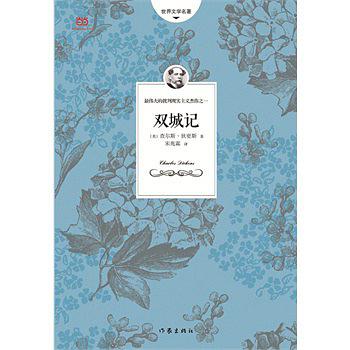 世界文学名著
最伟大的批判现实主义杰作之一
双城记
〔英〕查尔斯·狄更斯 著
宋兆霖 译
Charles Dickens
作家出版社